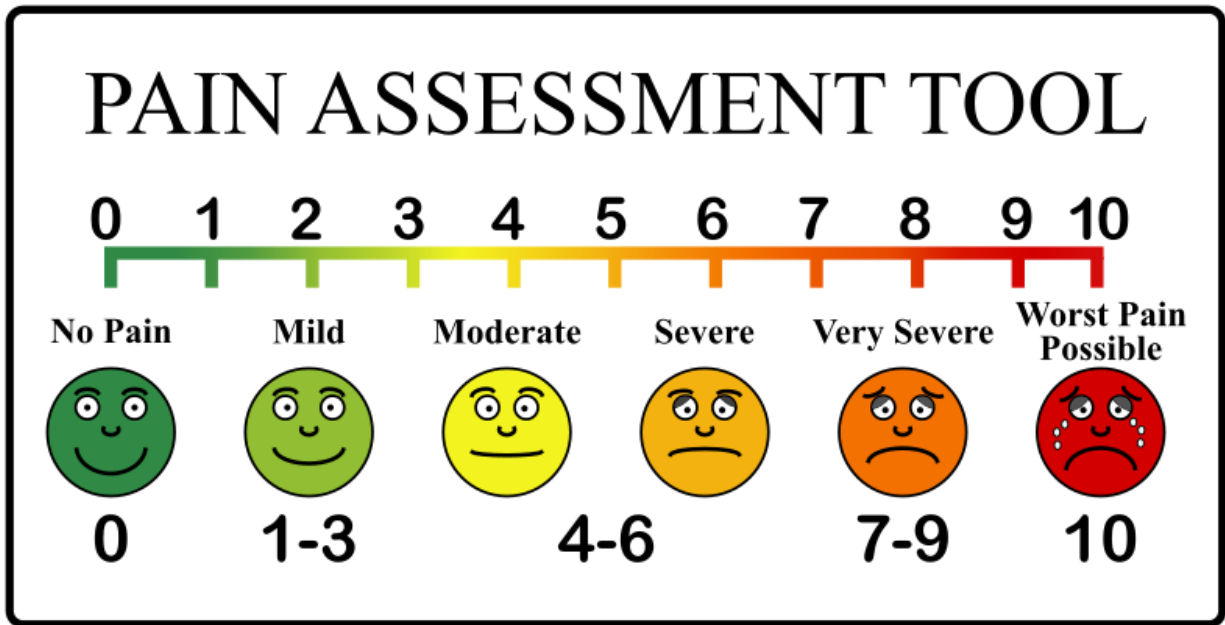 PAIN ASSESSMENT TOOL
0 1 2 3 4 5 6 7 8 9 10
No Pain Mild Moderate Severe Very Severe Worst Pain Possible
0 1-3 4-6 7-9 10